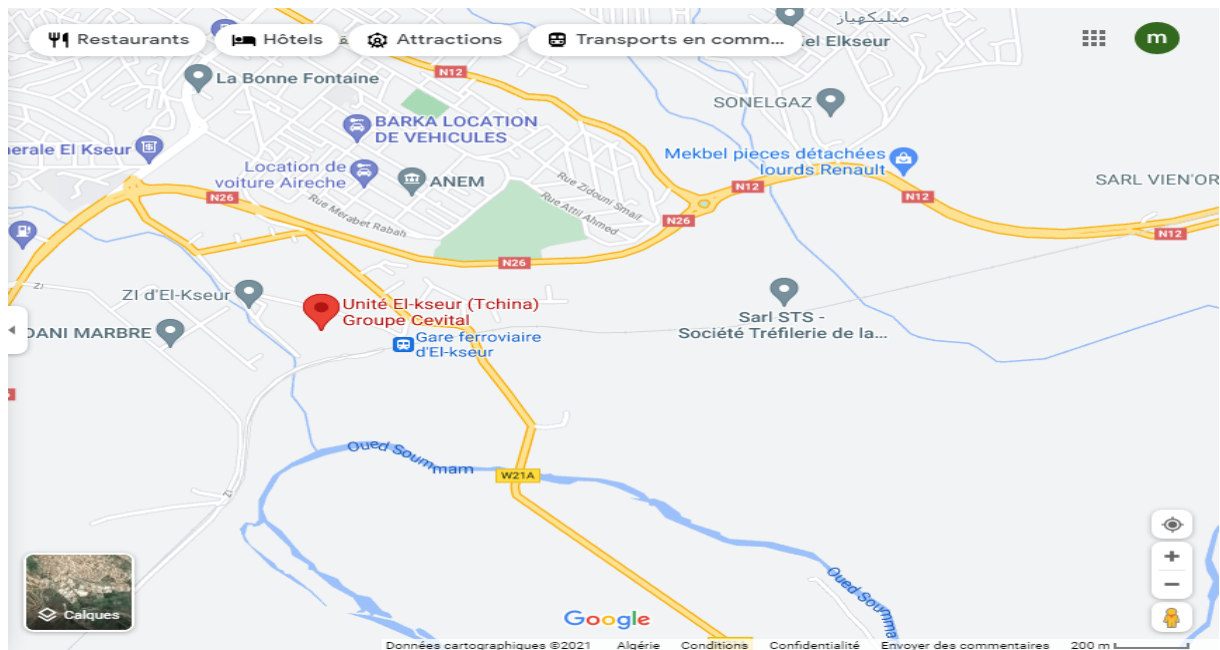 Restaurants
Hôtels
Attractions
Transports en comm...
ميليكهياز
el Elkseur
m
La Bonne Fontaine
N12
SONELGAZ
BARKA LOCATION
DE VEHICULES
nerale El Kseur
Location de
voiture Aireche
ANEM
Mekbel pieces détachées
lourds Renault
SARL VIEN'OR
N26
Rue Merabet Rabah
Rue Zidouni Smail
Rue Attil Ahmed
N26
N12
N12
N12
N26
ZI
ZI d'El-Kseur
Unité El-kseur (Tchina)
Groupe Cevital
DANI MARBRE
Gare ferroviaire
d'El-kseur
Sarl STS -
Société Tréfilerie de la...
Oued Soummam
W21A
ZI
Oued Soumma
Calques
Google
Données cartographiques ©2021 Algérie Conditions Confidentialité Envoyer des commentaires 200 m